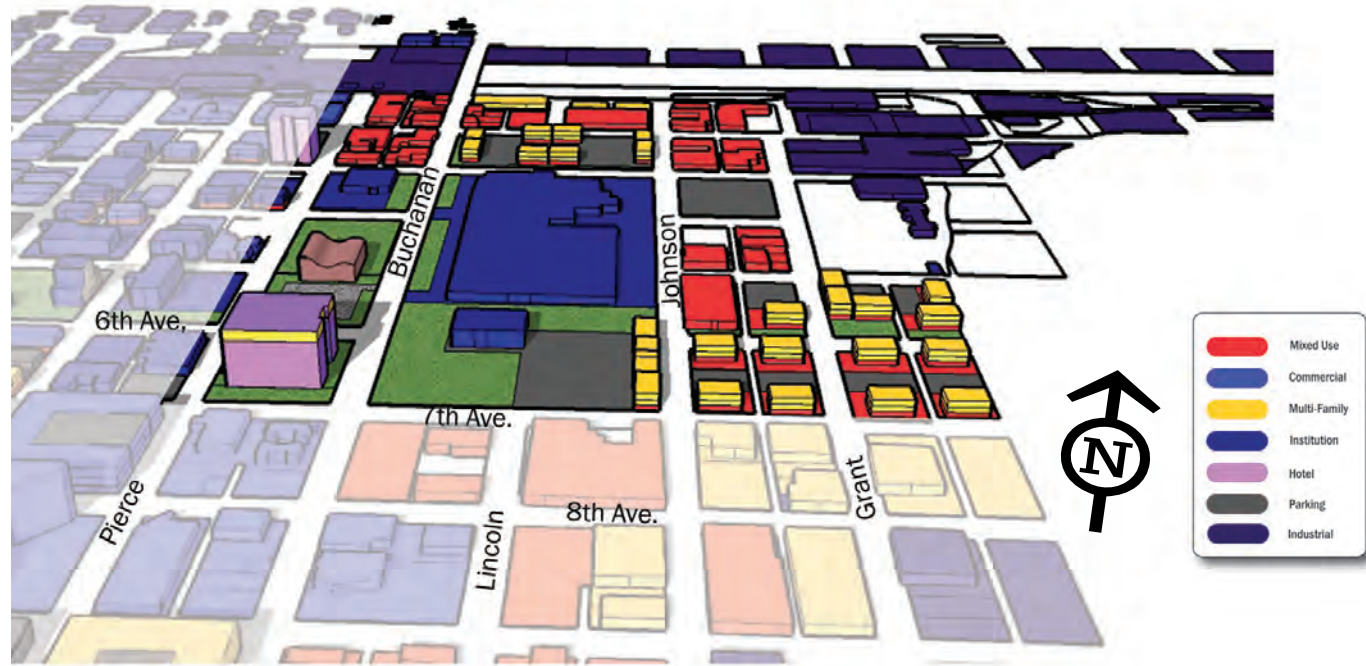 Buchanan
Johnson
6th Ave,
7th Ave.
Pierce
Lincoln
8th Ave.
Grant
N
Mixed Use
Commercial
Multi-Family
Institution
Hotel
Parking
Industrial